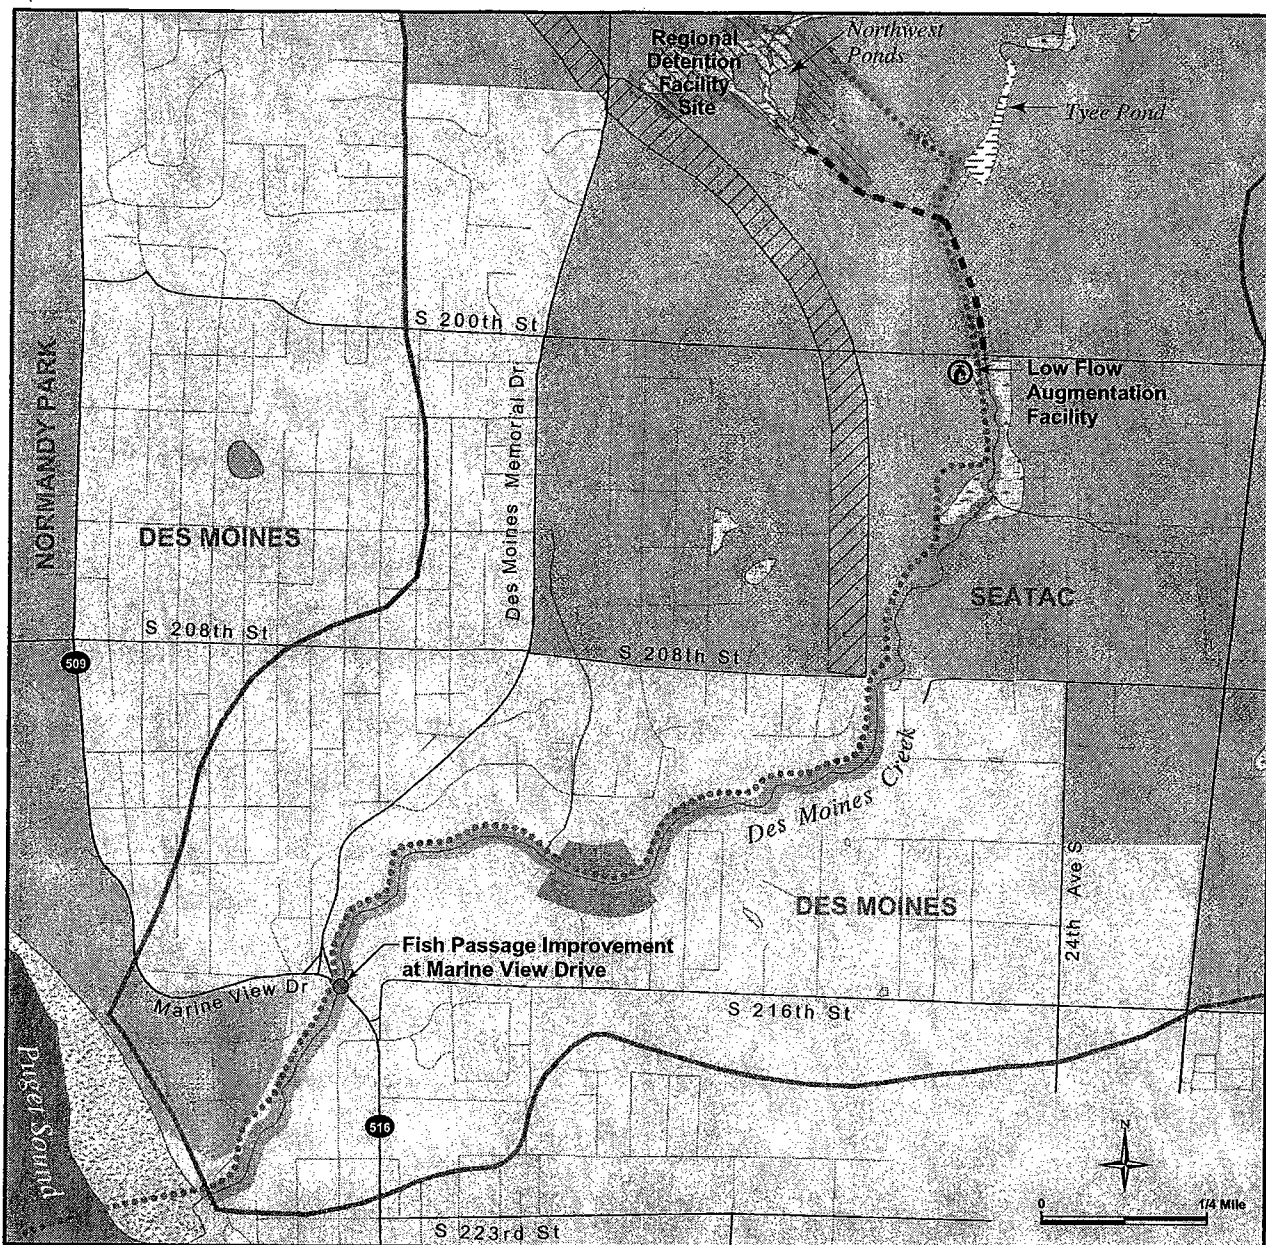 Regional
Detention
Facility
Site
Northwest
Ponds
Tyee Pond
S 200th St
Low Flow
Augmentation
Facility
NORMANDY PARK
Des Moines Memorial Dr
DES MOINES
SEATAC
S 208th St
S 208th St
509
Des Moines Creek
DES MOINES
24th Ave S
Fish Passage Improvement
at Marine View Drive
Marine View Dr
S 216th St
Puget Sound
516
N
0 1/4 Mile
S 223rd St